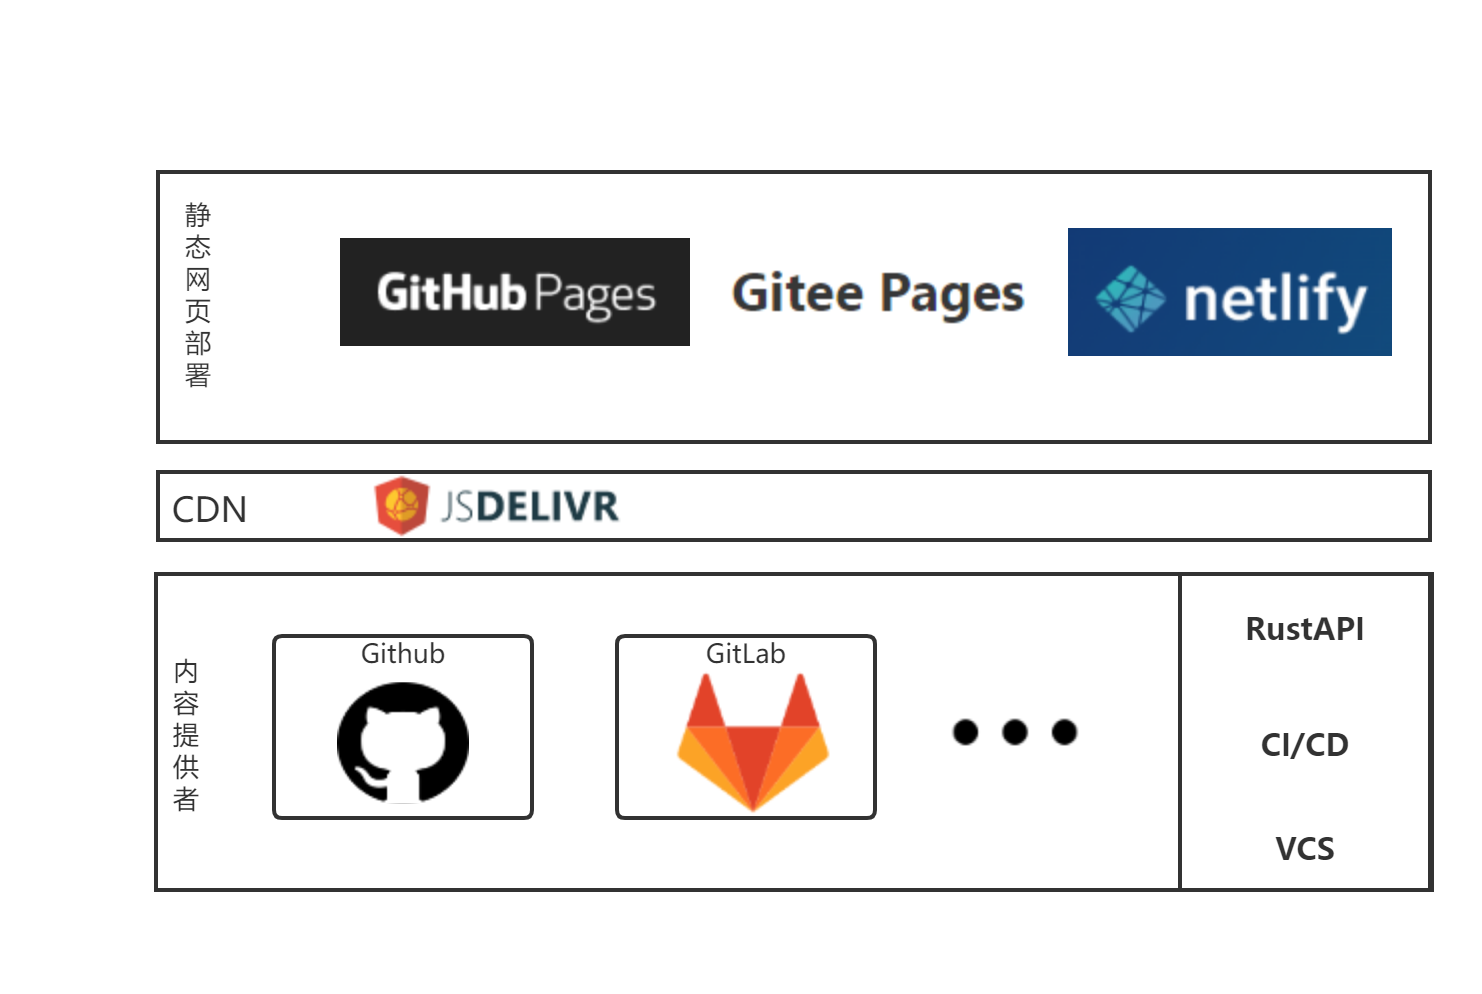 静态网页部署
GitHub Pages
Gitee Pages
netlify
CDN
JSDELIVR
内容提供者
Github
GitLab
RustAPI
CI/CD
VCS